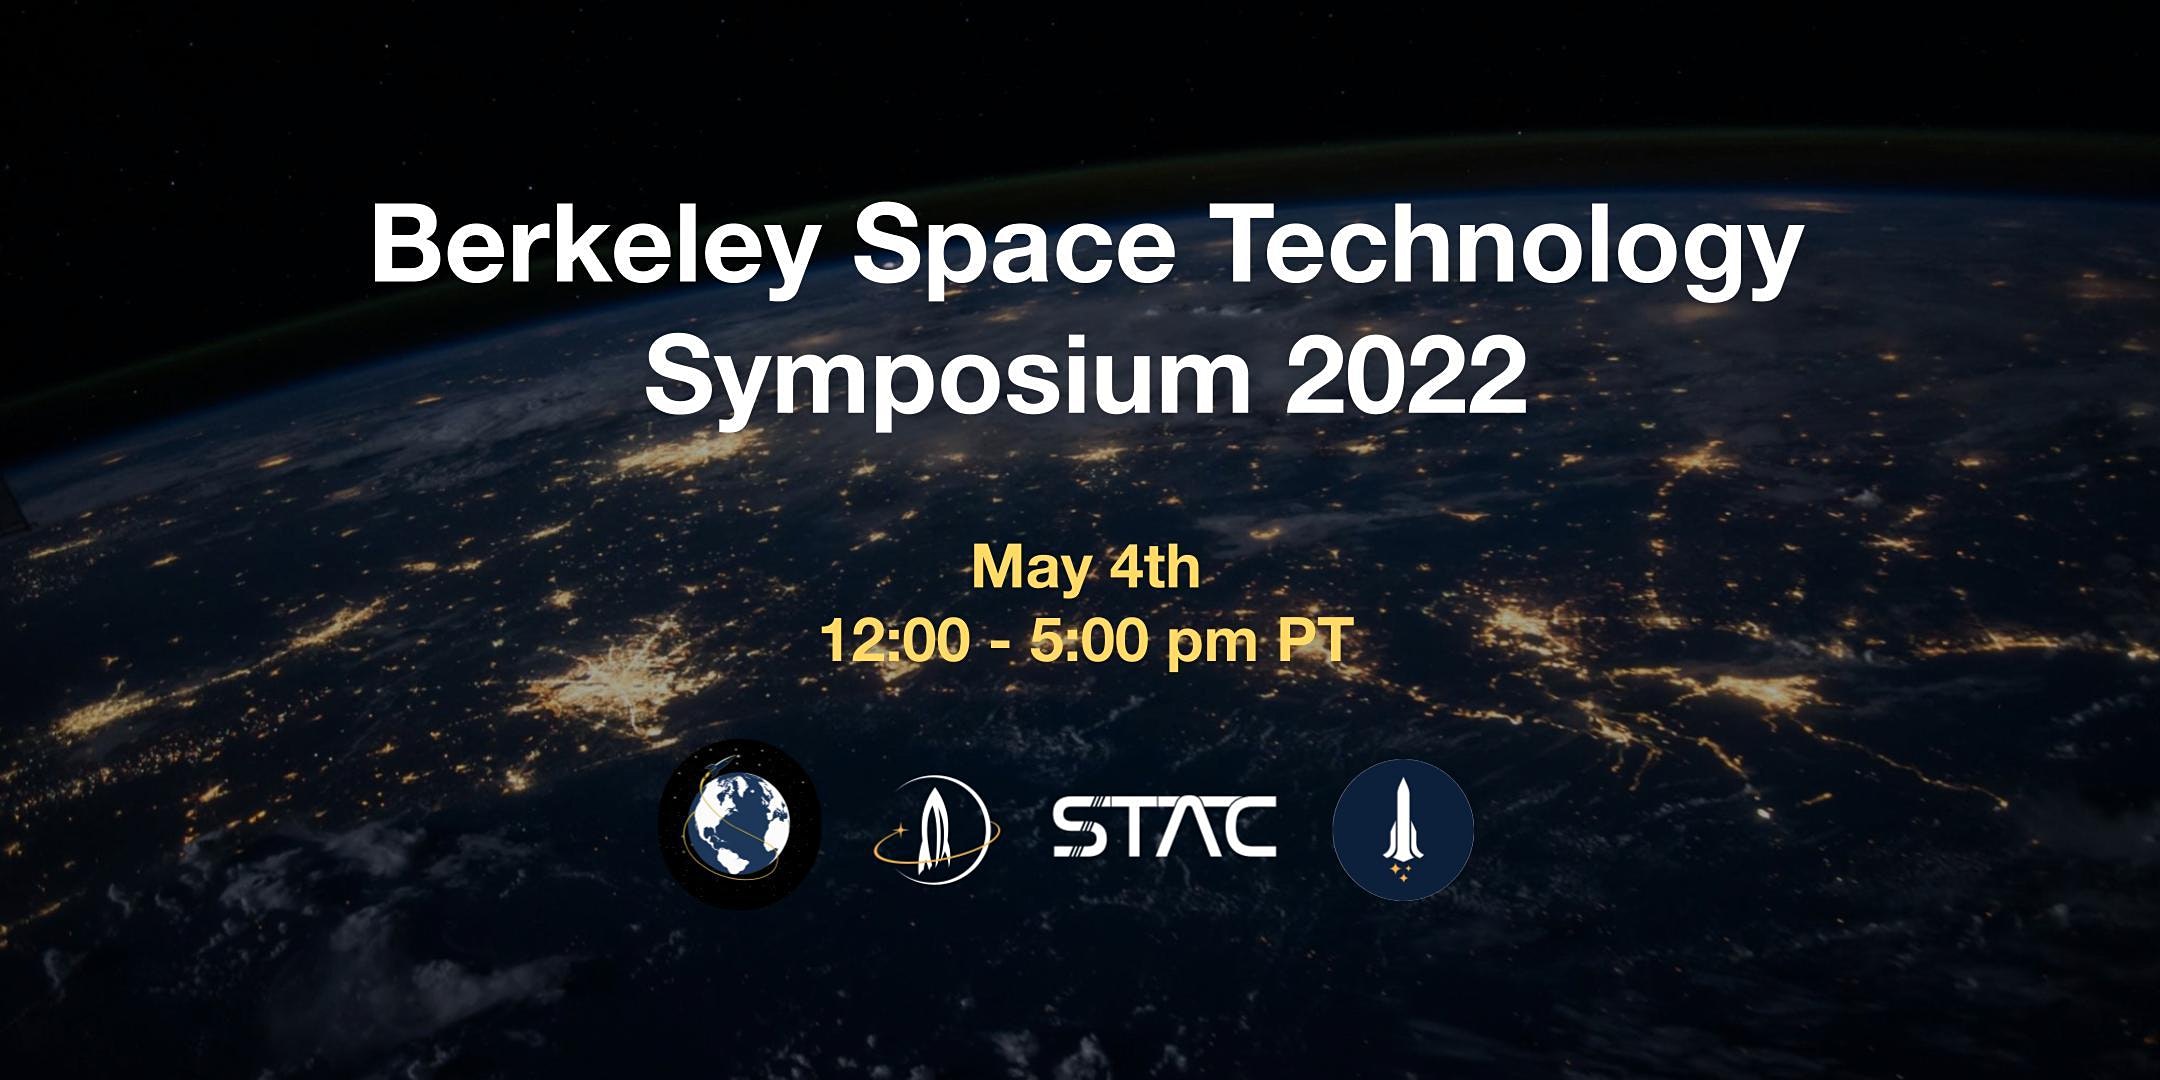 Berkeley Space Technology
Symposium 2022
May 4th
12:00 - 5:00 pm PT
STAC